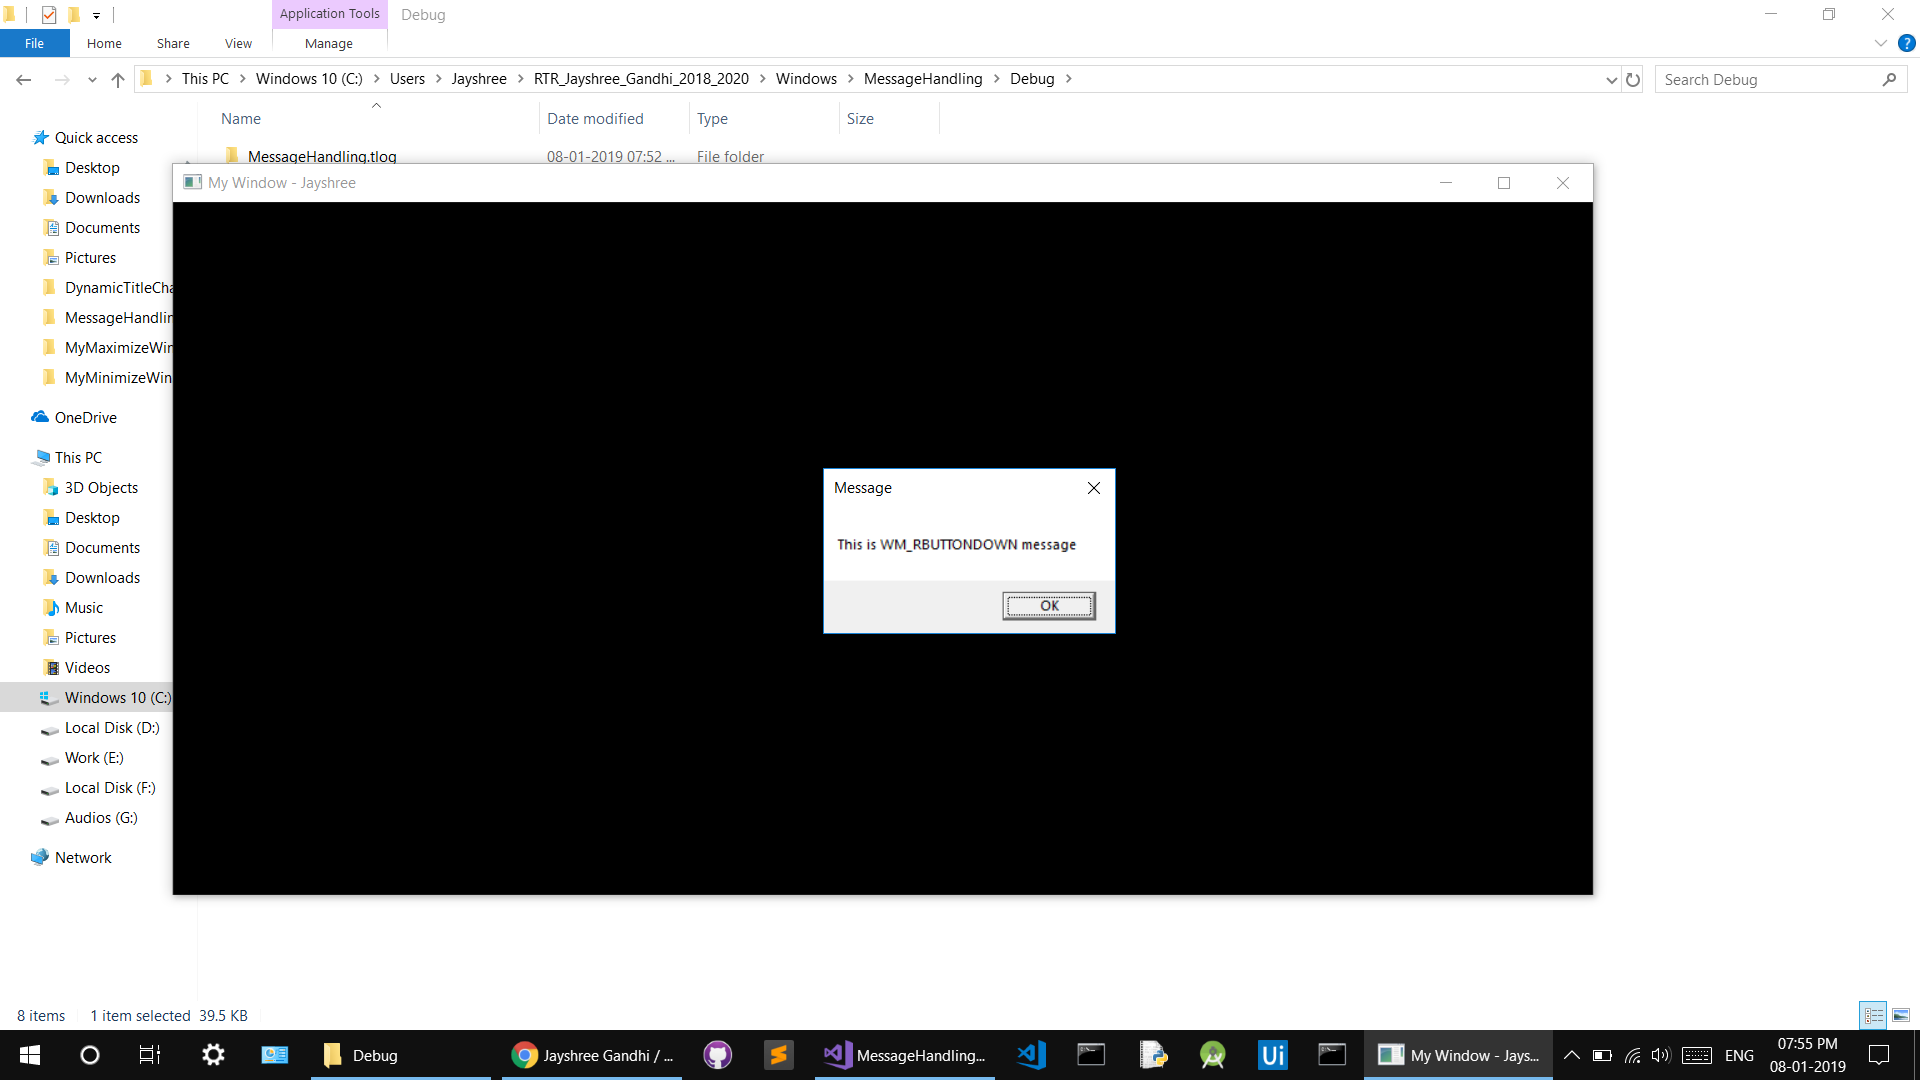 Application Tools
Debug
File
Home
Share
View
Manage
This PC
Windows 10 (C:)
Users
Jayshree
RTR_Jayshree_Gandhi_2018_2020
Windows
MessageHandling
Debug
Search Debug
Name
Date modified
Type
Size
MessageHandling.tlog
08-01-2019 07:52 ...
File folder
Quick access
Desktop
Downloads
Documents
Pictures
DynamicTitleCha
MessageHandlin
MyMaximizeWin
MyMinimizeWin
OneDrive
This PC
3D Objects
Desktop
Documents
Downloads
Music
Pictures
Videos
Windows 10 (C:)
Local Disk (D:)
Work (E:)
Local Disk (F:)
Audios (G:)
Network
My Window - Jayshree
Message
This is WM_RBUTTONDOWN message
OK
8 items
1 item selected 39.5 KB
Debug
Jayshree Gandhi / ...
MessageHandling...
Ui
My Window - Jays...
ENG
07:55 PM
08-01-2019